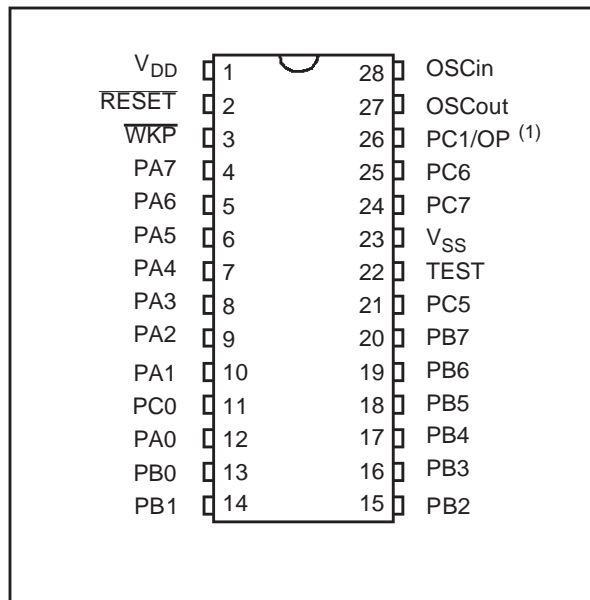 VDD 1 28 OSCin
RESET 2 27 OSCout
WKP 3 26 PC1/OP (1)
PA7 4 25 PC6
PA6 5 24 PC7
PA5 6 23 VSS
PA4 7 22 TEST
PA3 8 21 PC5
PA2 9 20 PB7
PA1 10 19 PB6
PC0 11 18 PB5
PA0 12 17 PB4
PB0 13 16 PB3
PB1 14 15 PB2